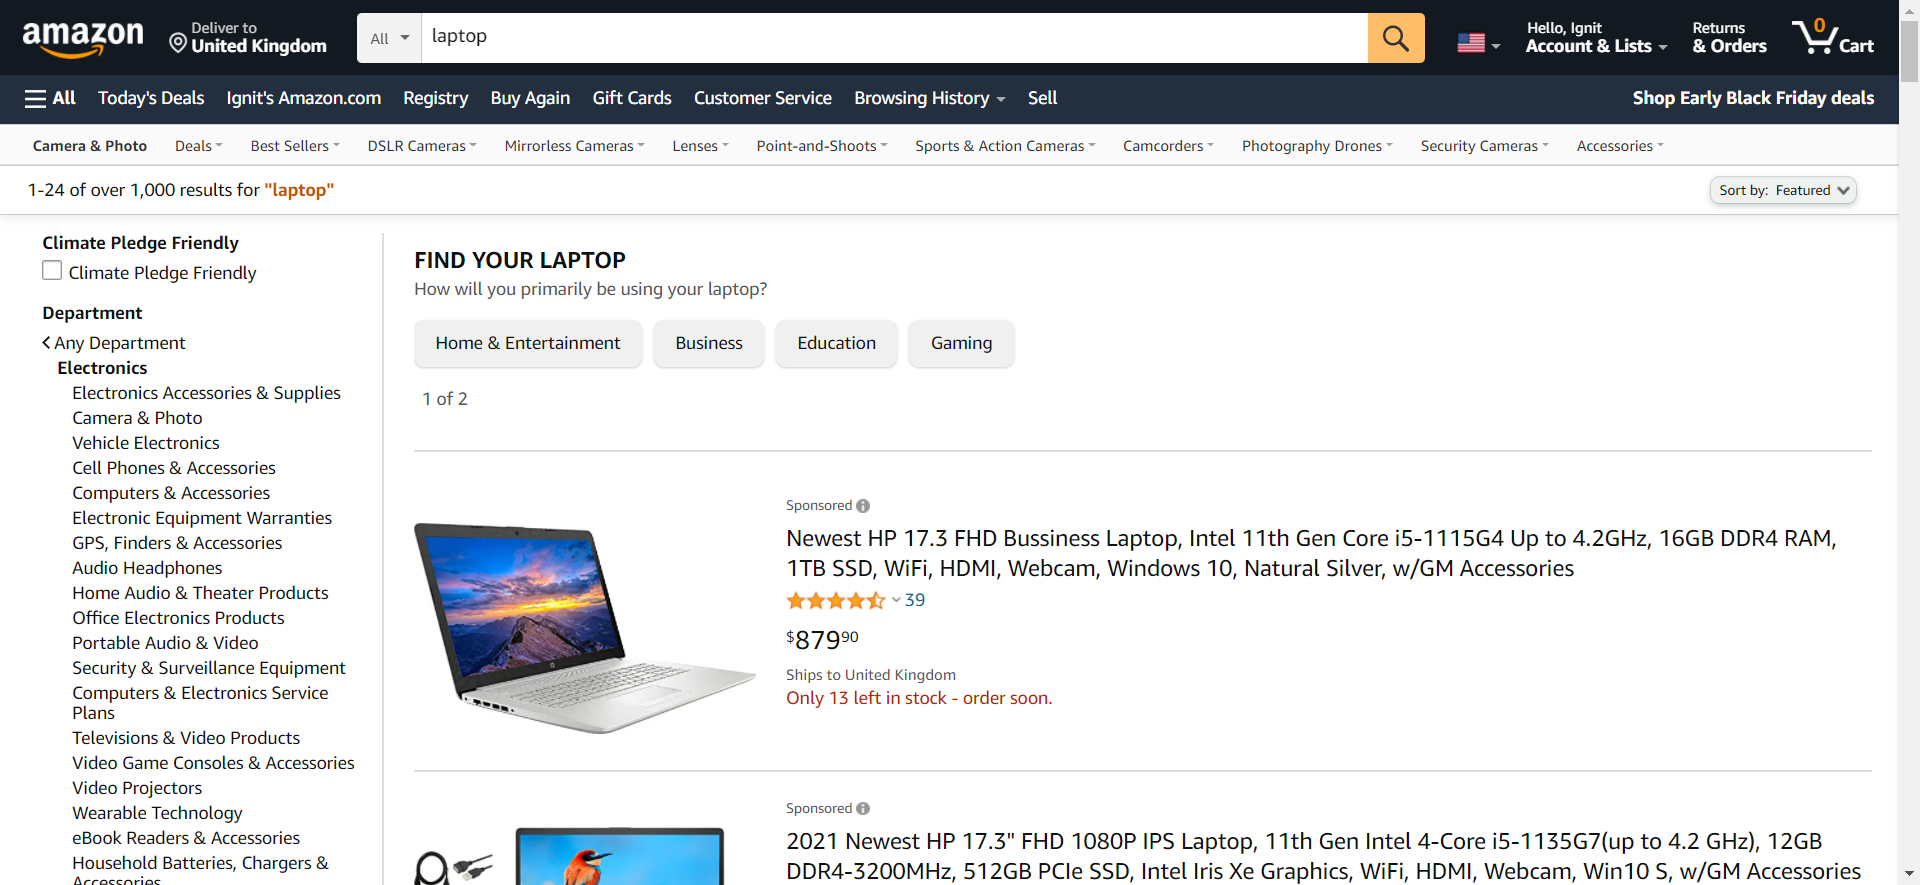 amazon
Deliver to
United Kingdom
All
laptop
Hello, Ignit
Account & Lists
Returns
& Orders
0
Cart
All
Today's Deals
Ignit's Amazon.com
Registry
Buy Again
Gift Cards
Customer Service
Browsing History
Sell
Shop Early Black Friday deals
Camera & Photo
Deals
Best Sellers
DSLR Cameras
Mirrorless Cameras
Lenses
Point-and-Shoots
Sports & Action Cameras
Camcorders
Photography Drones
Security Cameras
Accessories
1-24 of over 1,000 results for "laptop"
Sort by: Featured
Climate Pledge Friendly
Climate Pledge Friendly
Department
Any Department
Electronics
Electronics Accessories & Supplies
Camera & Photo
Vehicle Electronics
Cell Phones & Accessories
Computers & Accessories
Electronic Equipment Warranties
GPS, Finders & Accessories
Audio Headphones
Home Audio & Theater Products
Office Electronics Products
Portable Audio & Video
Security & Surveillance Equipment
Computers & Electronics Service
Plans
Televisions & Video Products
Video Game Consoles & Accessories
Video Projectors
Wearable Technology
eBook Readers & Accessories
Household Batteries, Chargers &
Accessories
FIND YOUR LAPTOP
How will you primarily be using your laptop?
Home & Entertainment
Business
Education
Gaming
1 of 2
Sponsored
Newest HP 17.3 FHD Bussiness Laptop, Intel 11th Gen Core i5-1115G4 Up to 4.2GHz, 16GB DDR4 RAM,
1TB SSD, WiFi, HDMI, Webcam, Windows 10, Natural Silver, w/GM Accessories
39
$87990
Ships to United Kingdom
Only 13 left in stock - order soon.
Sponsored
2021 Newest HP 17.3" FHD 1080P IPS Laptop, 11th Gen Intel 4-Core i5-1135G7(up to 4.2 GHz), 12GB
DDR4-3200MHz, 512GB PCIe SSD, Intel Iris Xe Graphics, WiFi, HDMI, Webcam, Win10 S, w/GM Accessories